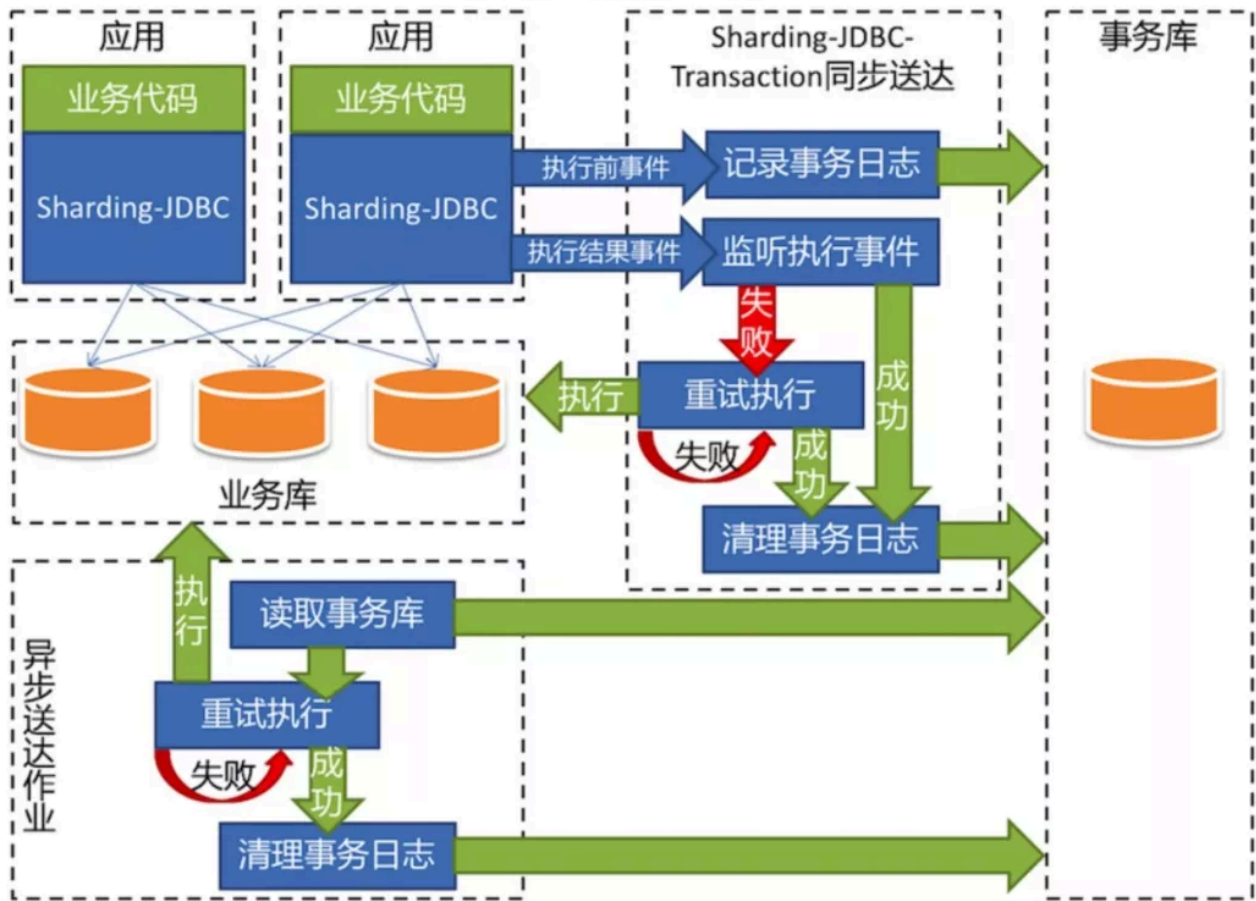 应用
业务代码
Sharding-JDBC
应用
业务代码
Sharding-JDBC
Sharding-JDBC-
Transaction同步送达
事务库
执行前事件
记录事务日志
执行结果事件
监听执行事件
失败
成功
执行
重试执行
失败
成功
清理事务日志
业务库
异步送达作业
执行
读取事务库
重试执行
失败
成功
清理事务日志